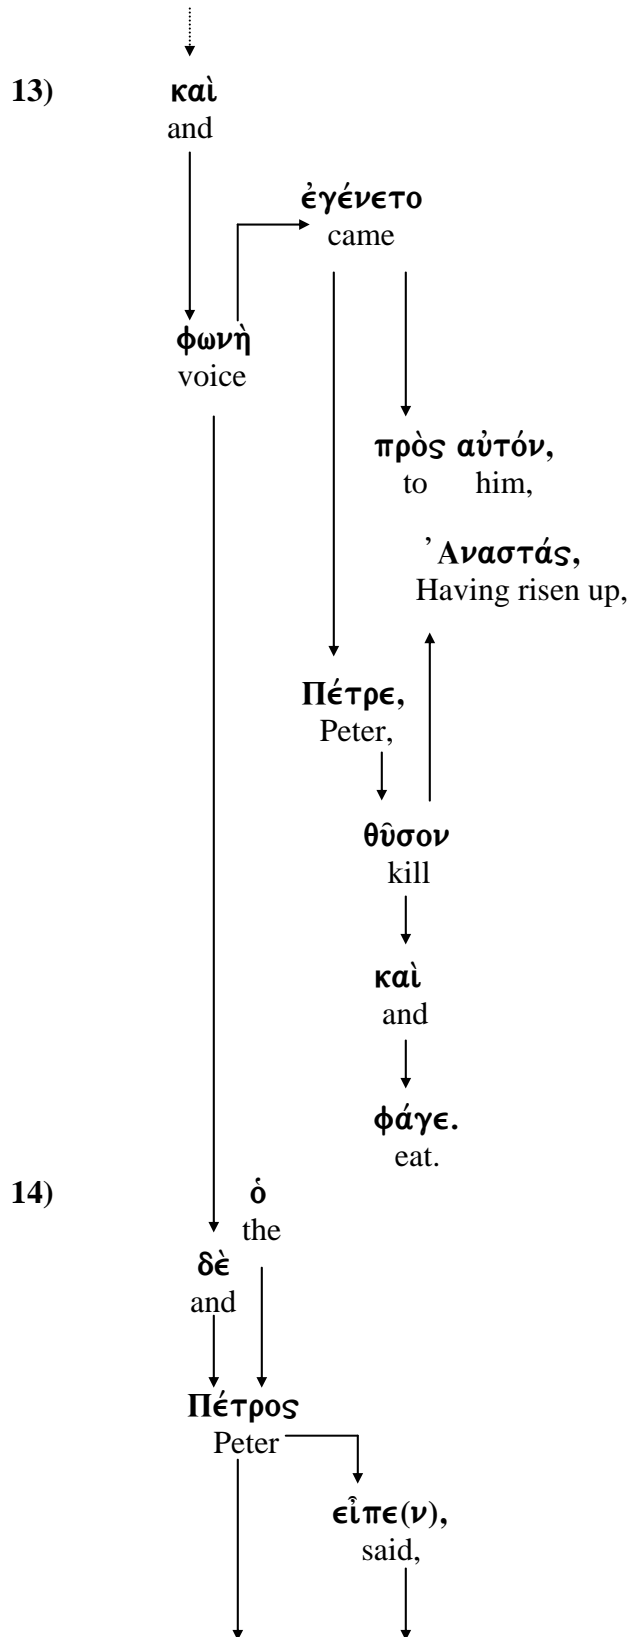 13) καὶ
and
ἐγένετο
came
φωνὴ
voice
πρὸς αὐτόν,
to him,
Ἀναστάς,
Having risen up,
Πέτρε,
Peter,
θῦσον
kill
καὶ
and
φάγε.
eat.
14) ὁ
the
δὲ
and
Πέτρος
Peter
εἶπε(ν),
said,